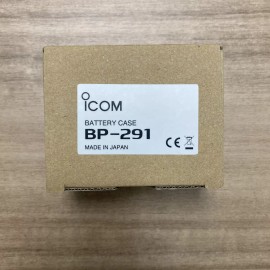 ICOM
BATTERY CASE
BP-291
MADE IN JAPAN
CE